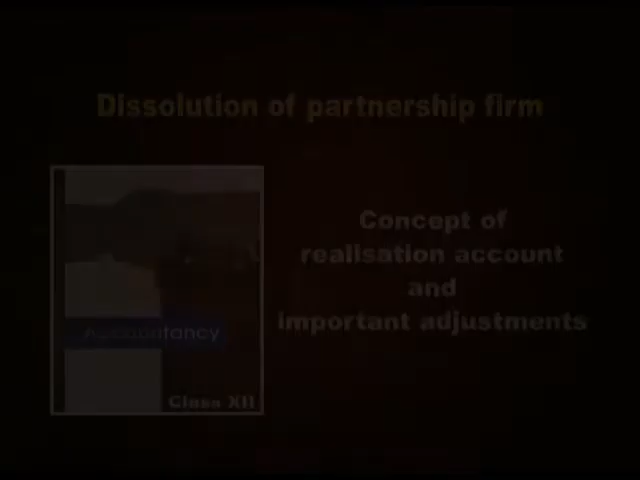 Dissolution of partnership firm
Concept of
realisation account
and
important adjustments
Accountancy
Class XII